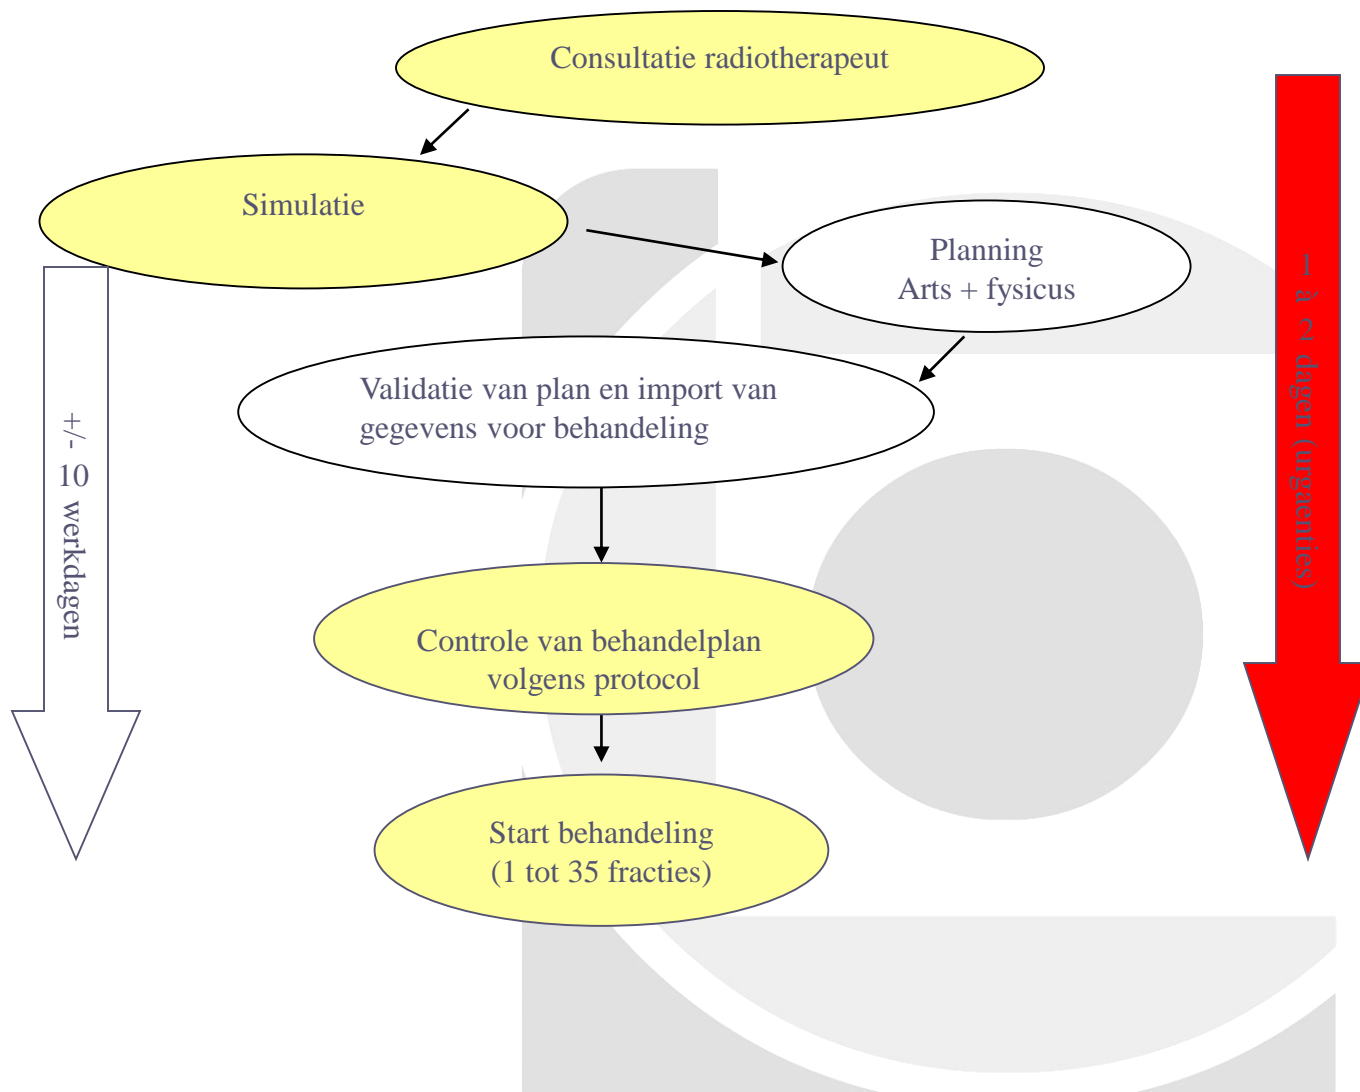 Consultatie radiotherapeut
Simulatie
Planning
Arts + fysicus
Validatie van plan en import van
gegevens voor behandeling
Controle van behandelplan
volgens protocol
Start behandeling
(1 tot 35 fracties)
+/- 10 werkdagen
1 à 2 dagen (urgaenties)